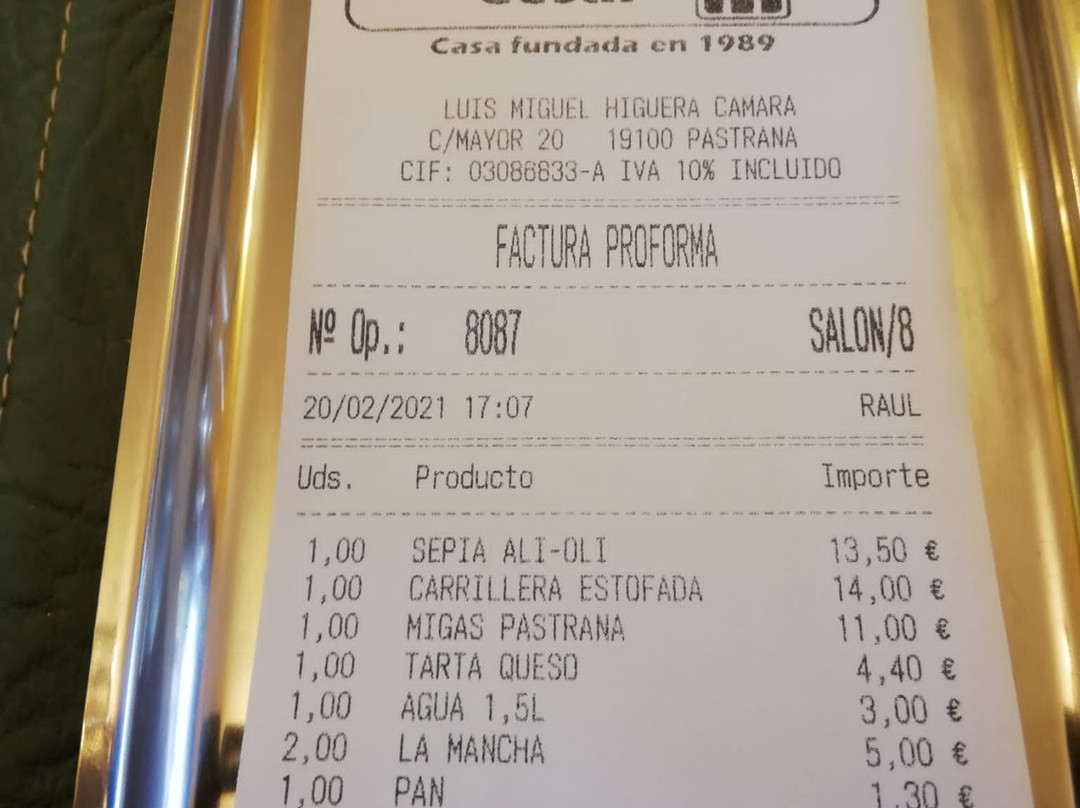 Casa fundada en 1989
LUIS MIGUEL HIGUERA CAMARA
C/MAYOR 20 19100 PASTRANA
CIF: 03086833-A IVA 10% INCLUIDO
FACTURA PROFORMA
Nº Op.: 8087 SALON/8
20/02/2021 17:07 RAUL
Uds. Producto Importe
1,00 SEPIA ALI-OLI 13,50 €
1,00 CARRILLERA ESTOFADA 14,00 €
1,00 MIGAS PASTRANA 11,00 €
1,00 TARTA QUESO 4,40 €
1,00 AGUA 1,5L 3,00 €
2,00 LA MANCHA 5,00 €
1,00 PAN 1,30 €